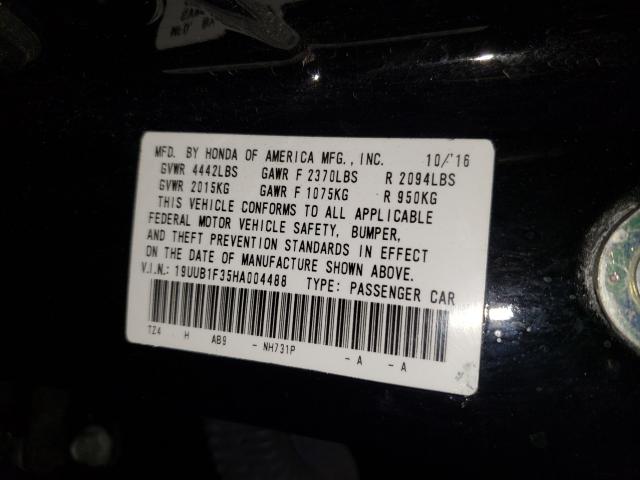 MFD. BY HONDA OF AMERICA MFG., INC. 10/'16
GVWR 4442LBS GAWR F 2370LBS R 2094LBS
GVWR 2015KG GAWR F 1075KG R 950KG
THIS VEHICLE CONFORMS TO ALL APPLICABLE
FEDERAL MOTOR VEHICLE SAFETY, BUMPER,
AND THEFT PREVENTION STANDARDS IN EFFECT
ON THE DATE OF MANUFACTURE SHOWN ABOVE.
V.I.N.: 19UUB1F35HA004488 TYPE: PASSENGER CAR
TZ4 H AB9 - NH731P - A - A